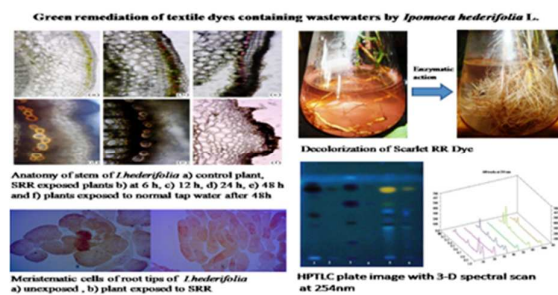 Green remediation of textile dyes containing wastewaters by Ipomoea hederifolia L.
Enzymatic
action
Decolorization of Scarlet RR Dye
Anatomy of stem of I.hederifolia a) control plant,
SRR exposed plants b) at 6 h, c) 12 h, d) 24 h, e) 48 h
and f) plants exposed to normal tap water after 48h
Meristematic cells of root tips of I.hederifolia
a) unexposed , b) plant exposed to SRR
HPTLC plate image with 3-D spectral scan
at 254nm